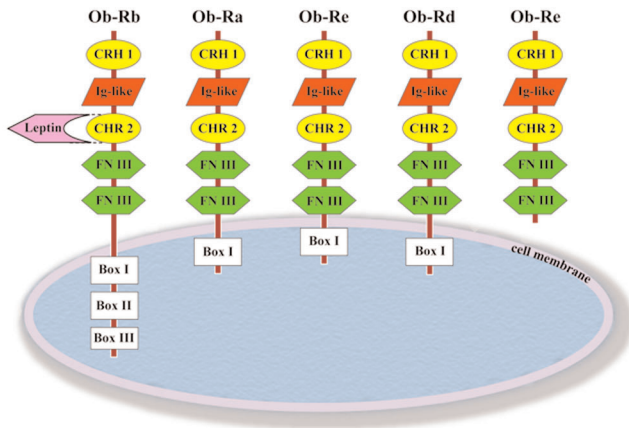 Ob-Rb Ob-Ra Ob-Re Ob-Rd Ob-Re
CRH 1 CRH 1 CRH 1 CRH 1 CRH 1
Ig-like Ig-like Ig-like Ig-like Ig-like
Leptin CHR 2 CHR 2 CHR 2 CHR 2 CHR 2
FN III FN III FN III FN III FN III
FN III FN III FN III FN III FN III
Box I Box I Box I cell membrane
Box I
Box II
Box III